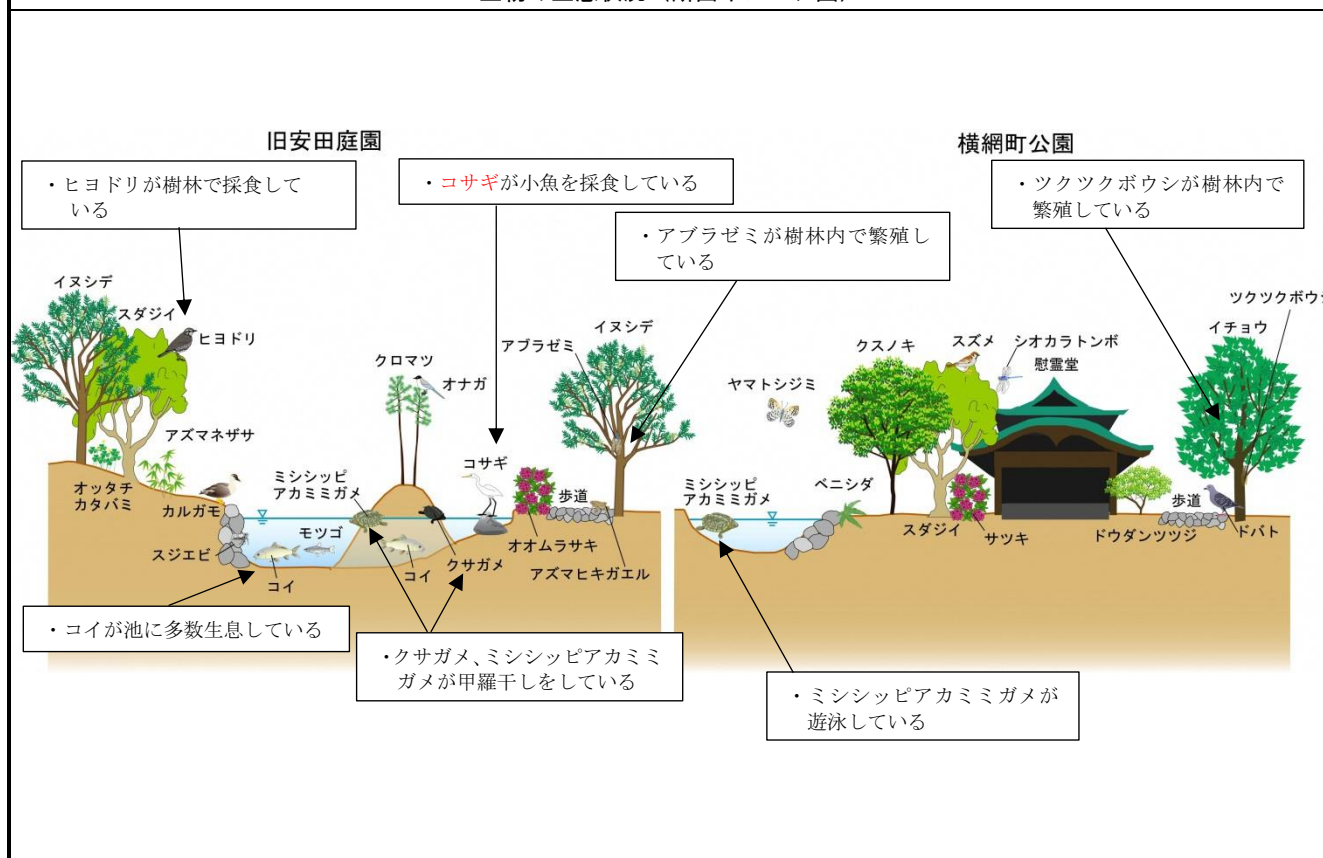 旧安田庭園
横網町公園
・ヒヨドリが樹林で採食して
いる
・コサギが小魚を採食している
・ツクツクボウシが樹林内で
繁殖している
・アブラゼミが樹林内で繁殖し
ている
イヌシデ
スダジイ
ヒヨドリ
クロマツ
オナガ
アブラゼミ
イヌシデ
ヤマトシジミ
クスノキ
スズメ
シオカラトンボ
慰霊堂
ツクツクボウシ
イチョウ
アズマネザサ
オッタチ
カタバミ
カルガモ
ミシシッピ
アカミミガメ
コサギ
歩道
ミシシッピ
アカミミガメ
ベニシダ
歩道
スジエビ
モツゴ
コイ
コイ
クサガメ
オオムラサキ
アズマヒキガエル
スダジイ
サツキ
ドウダンツツジ
ドバト
・コイが池に多数生息している
・クサガメ、ミシシッピアカミミ
ガメが甲羅干しをしている
・ミシシッピアカミミガメが
遊泳している